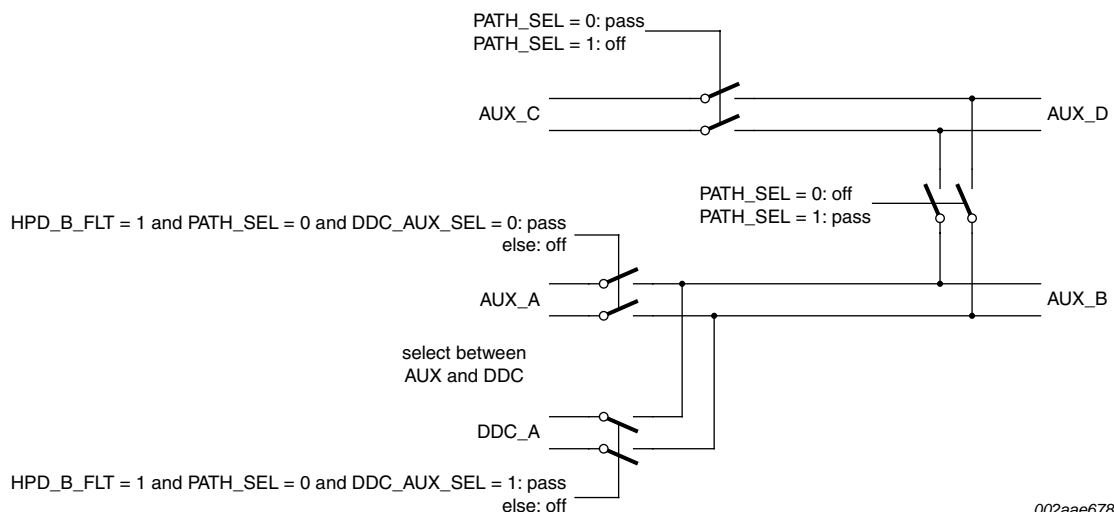 PATH_SEL = 0: pass
PATH_SEL = 1: off
AUX_C
AUX_D
PATH_SEL = 0: off
PATH_SEL = 1: pass
HPD_B_FLT = 1 and PATH_SEL = 0 and DDC_AUX_SEL = 0: pass
else: off
AUX_A
AUX_B
select between
AUX and DDC
DDC_A
HPD_B_FLT = 1 and PATH_SEL = 0 and DDC_AUX_SEL = 1: pass
else: off
002aae678